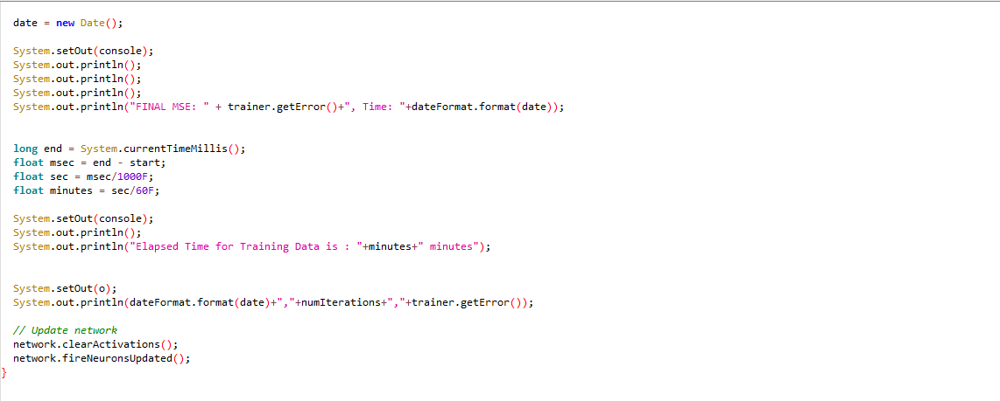 date = new Date();
System.setOut(console);
System.out.println();
System.out.println();
System.out.println();
System.out.println("FINAL MSE: " + trainer.getError()+", Time: "+dateFormat.format(date));
long end = System.currentTimeMillis();
float msec = end - start;
float sec = msec/1000F;
float minutes = sec/60F;
System.setOut(console);
System.out.println();
System.out.println("Elapsed Time for Training Data is : "+minutes+" minutes");
System.setOut(o);
System.out.println(dateFormat.format(date)+","+numIterations+","+trainer.getError());
// Update network
network.clearActivations();
network.fireNeuronsUpdated();
}